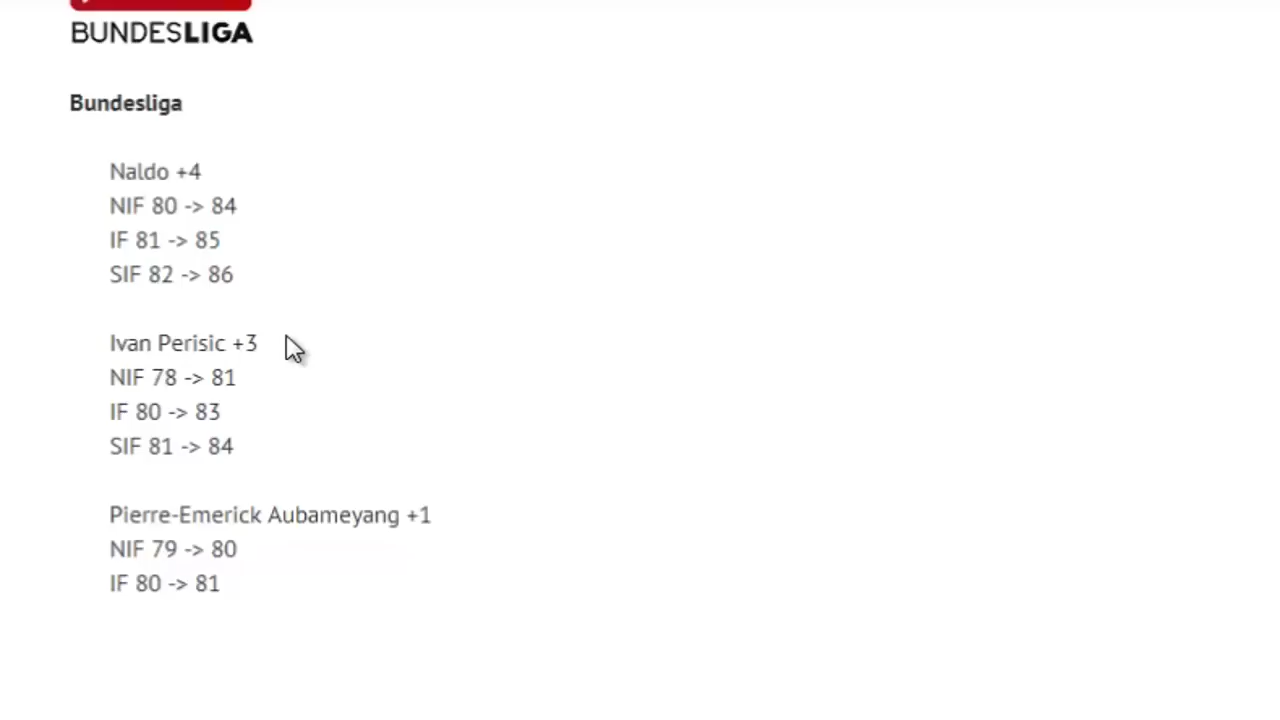 BUNDESLIGA
Bundesliga
Naldo +4
NIF 80 -> 84
IF 81 -> 85
SIF 82 -> 86
Ivan Perisic +3
NIF 78 -> 81
IF 80 -> 83
SIF 81 -> 84
Pierre-Emerick Aubameyang +1
NIF 79 -> 80
IF 80 -> 81